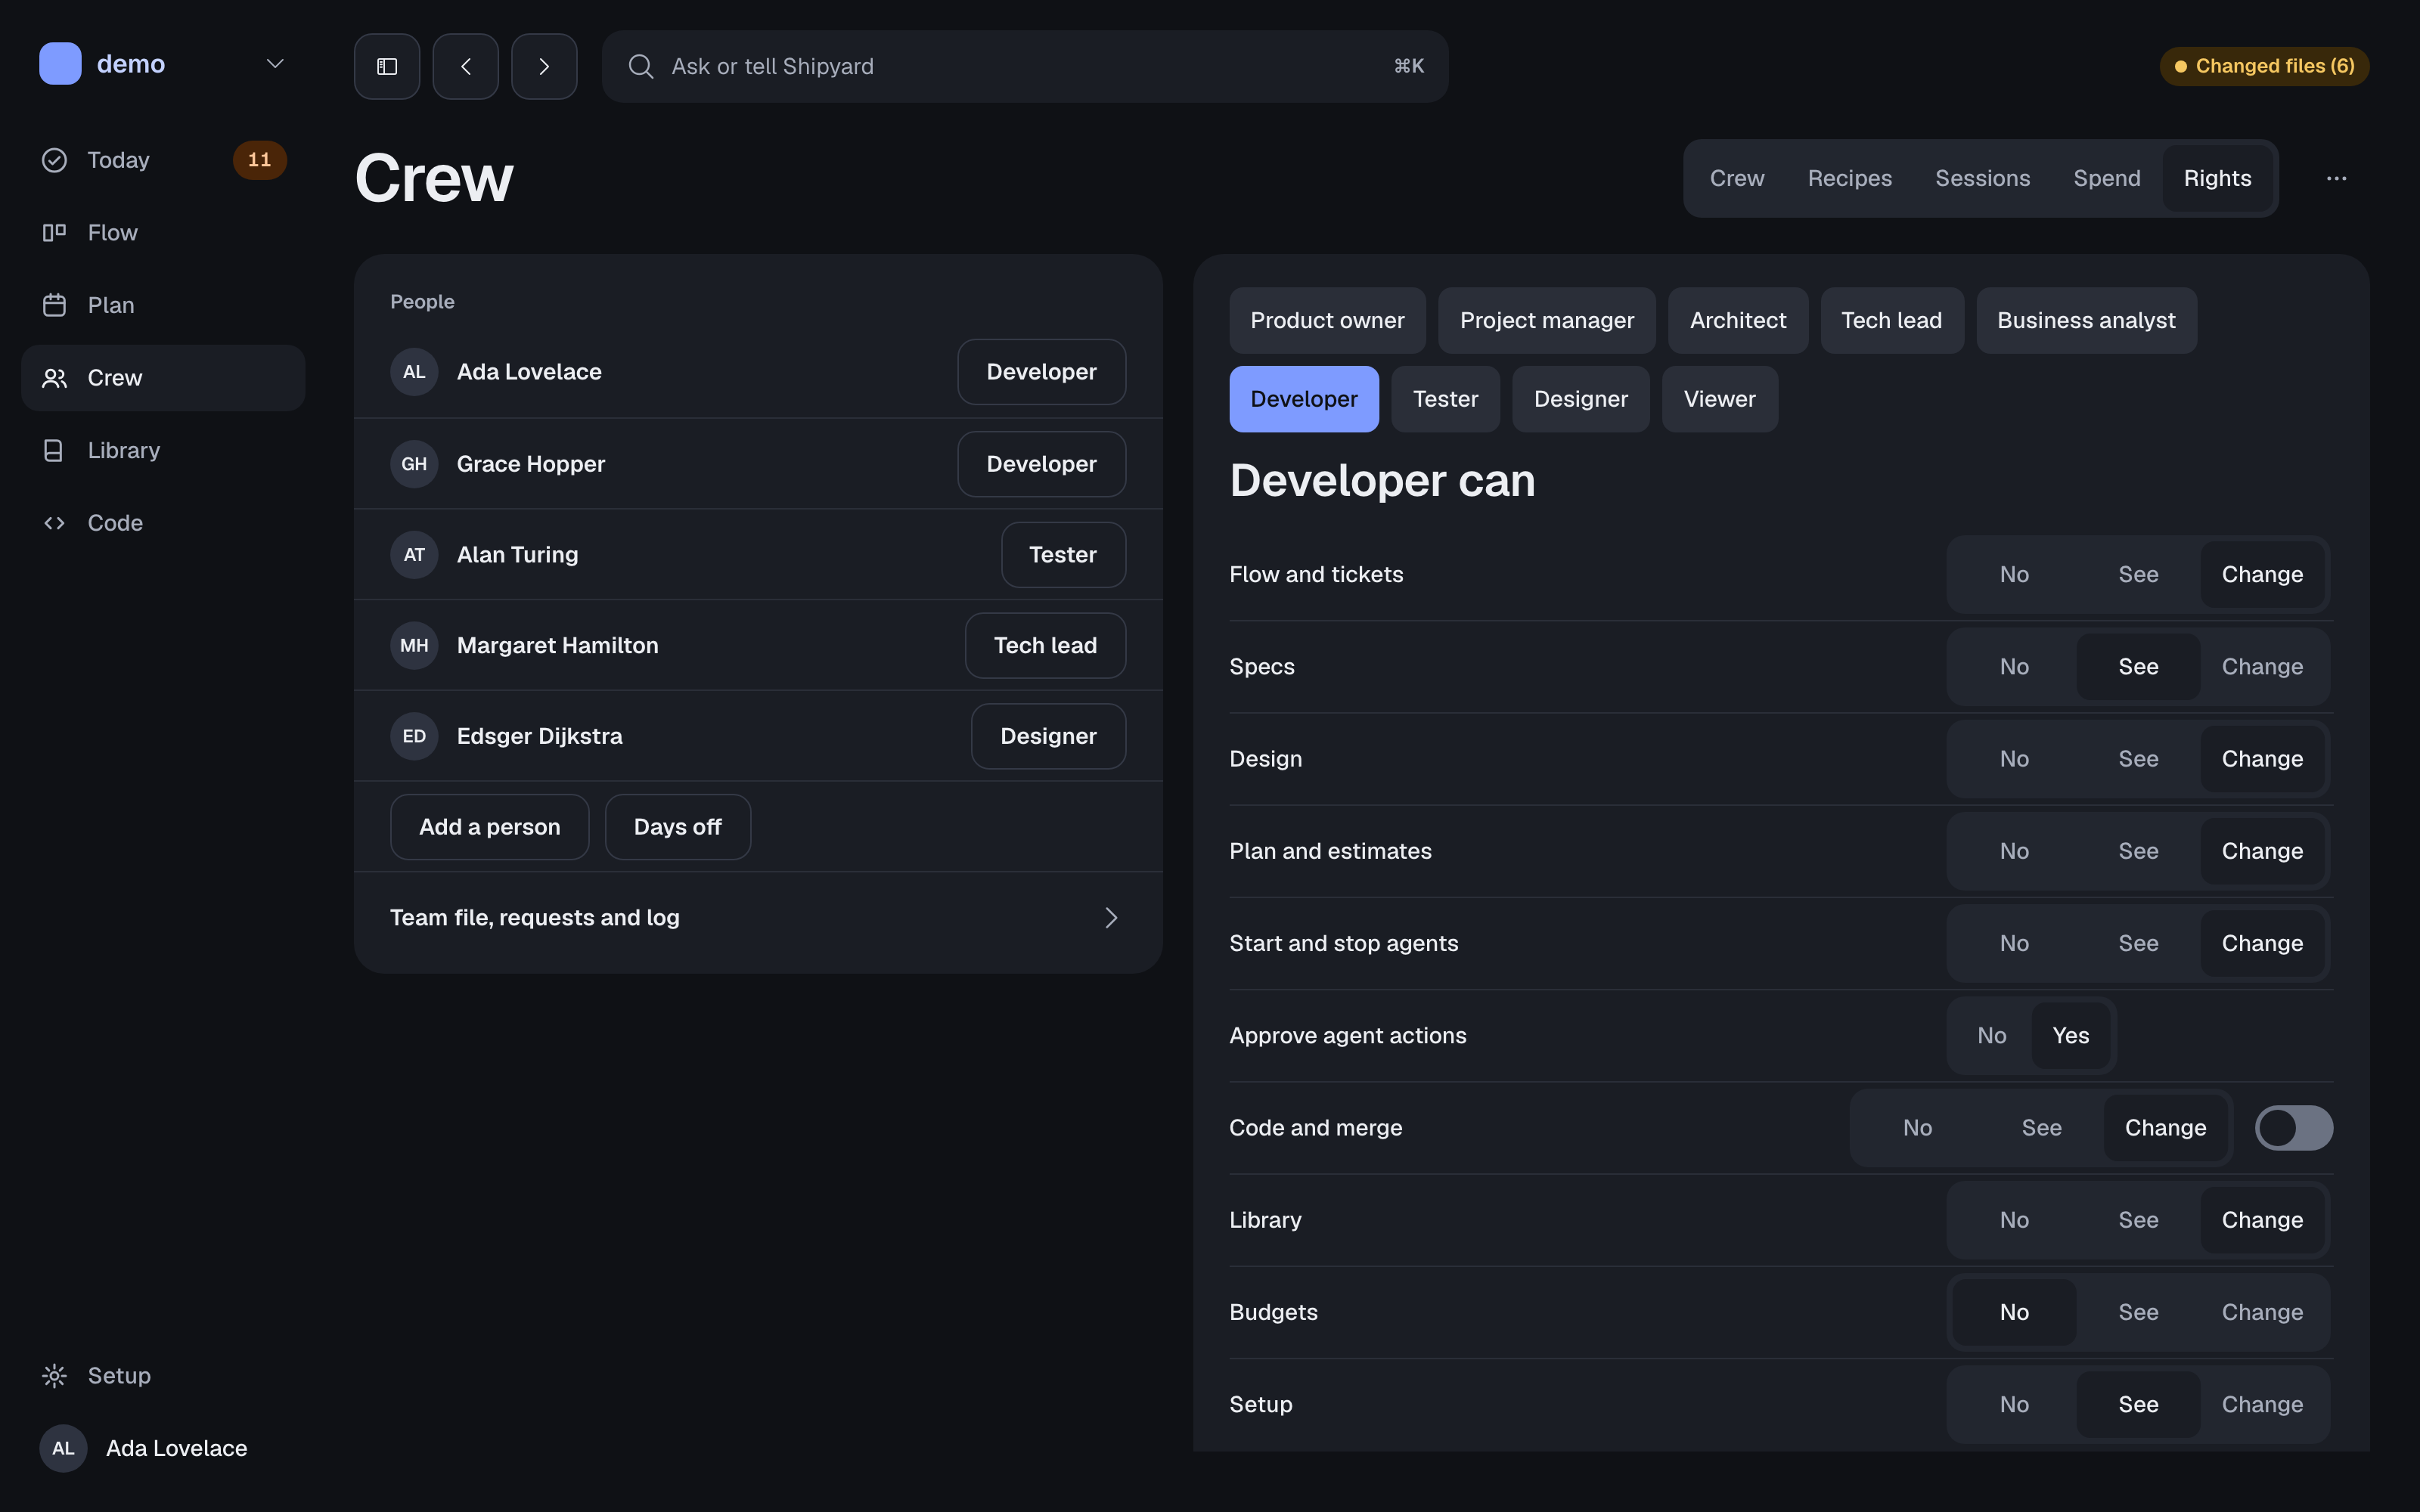 demo
Ask or tell Shipyard ⌘K
Changed files (6)
Today 11
Flow
Plan
Crew
Library
Code
Setup
AL Ada Lovelace
Crew
Crew Recipes Sessions Spend Rights
People
AL Ada Lovelace Developer
GH Grace Hopper Developer
AT Alan Turing Tester
MH Margaret Hamilton Tech lead
ED Edsger Dijkstra Designer
Add a person Days off
Team file, requests and log
Product owner Project manager Architect Tech lead Business analyst
Developer Tester Designer Viewer
Developer can
Flow and tickets No See Change
Specs No See Change
Design No See Change
Plan and estimates No See Change
Start and stop agents No See Change
Approve agent actions No Yes
Code and merge No See Change
Library No See Change
Budgets No See Change
Setup No See Change